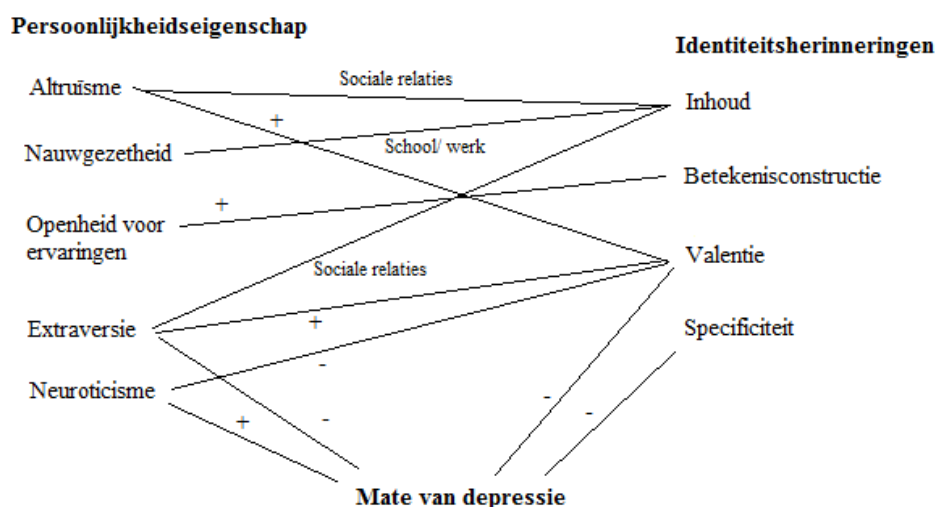 Persoonlijkheidseigenschap
Identiteitsherinneringen
Altruïsme
Sociale relaties
Inhoud
+
Nauwgezetheid
School/ werk
Betekenisconstructie
+
Openheid voor
ervaringen
Valentie
Sociale relaties
Extraversie
+
Specificiteit
-
Neuroticisme
+
-
-
-
Mate van depressie